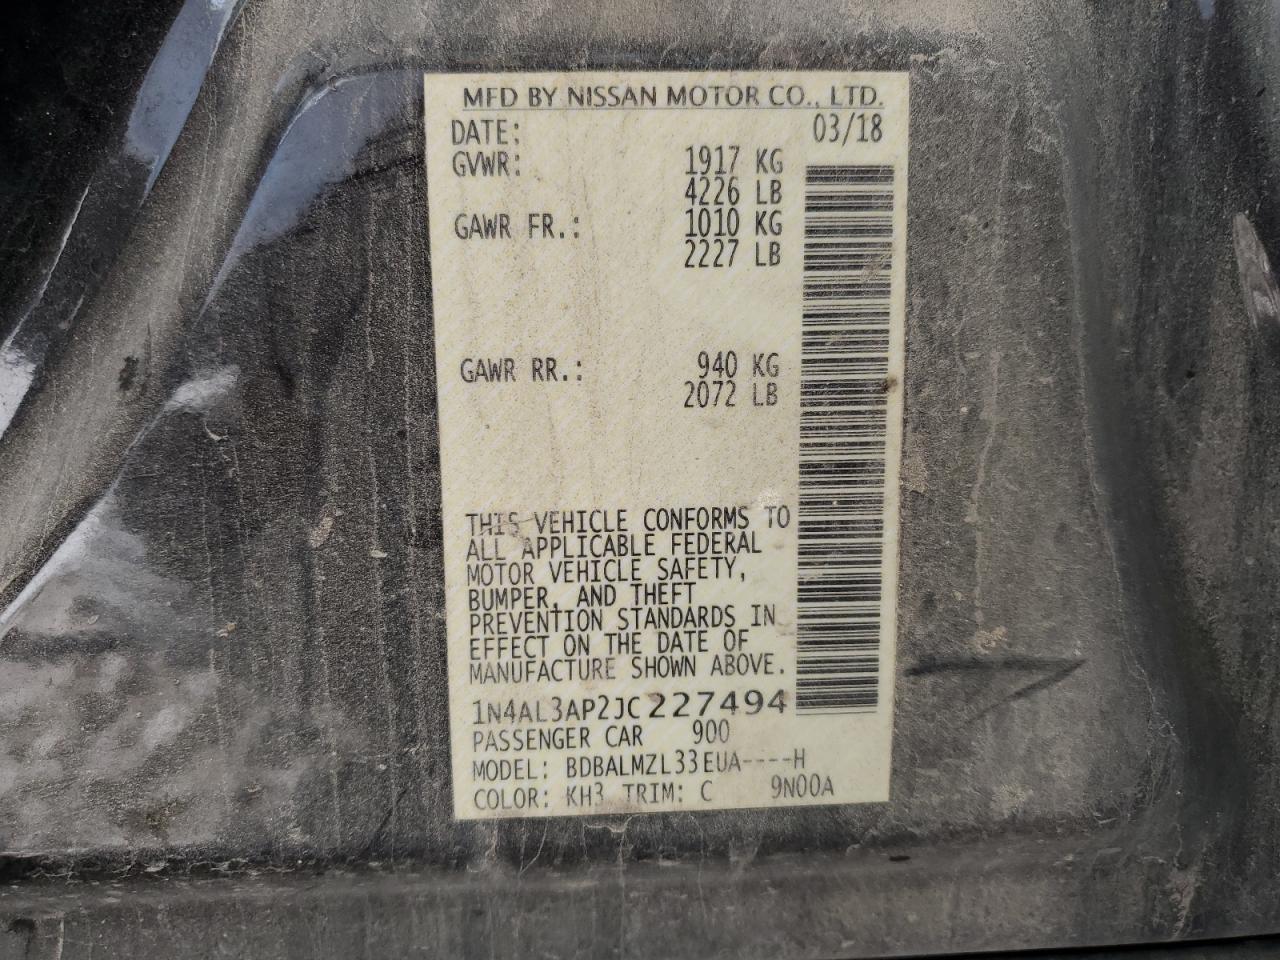 MFD BY NISSAN MOTOR CO., LTD.
DATE: 03/18
GVWR: 1917 KG
4226 LB
GAWR FR.: 1010 KG
2227 LB
GAWR RR.: 940 KG
2072 LB
THIS VEHICLE CONFORMS TO
ALL APPLICABLE FEDERAL
MOTOR VEHICLE SAFETY,
BUMPER, AND THEFT
PREVENTION STANDARDS IN
EFFECT ON THE DATE OF
MANUFACTURE SHOWN ABOVE.
1N4AL3AP2JC227494
PASSENGER CAR 900
MODEL: BDBALMZL33EUA----H
COLOR: KH3 TRIM: C 9N00A